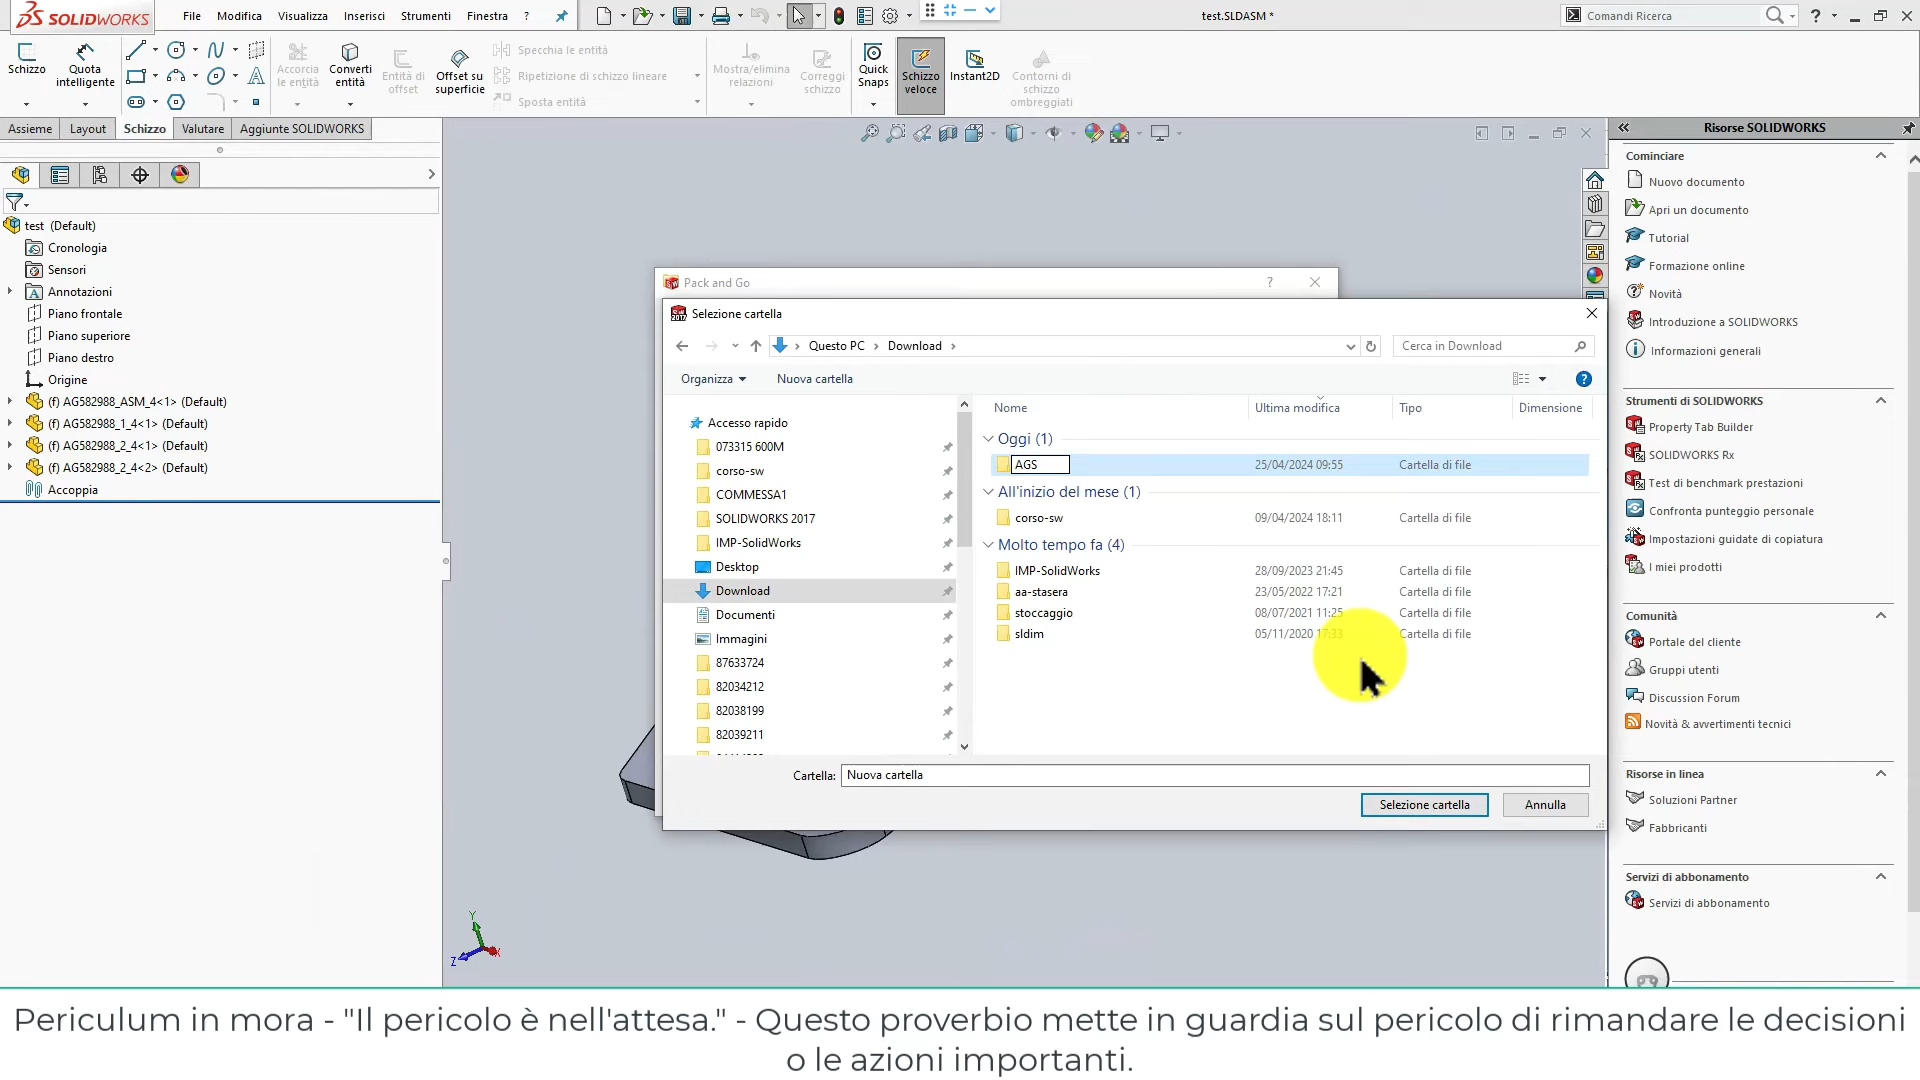 SOLIDWORKS
File Modifica Visualizza Inserisci Strumenti Finestra ?
test.SLDASM *
Comandi Ricerca
?
Schizzo
Quota intelligente
Accorcia le entità
Converti entità
Entità di offset
Offset su superficie
Specchia le entità
Ripetizione di schizzo lineare
Sposta entità
Mostra/elimina relazioni
Correggi schizzo
Quick Snaps
Schizzo veloce
Instant2D
Contorni di schizzo ombreggiati
Assieme Layout Schizzo Valutare Aggiunte SOLIDWORKS
test (Default)
Cronologia
Sensori
Annotazioni
Piano frontale
Piano superiore
Piano destro
Origine
(f) AG582988_ASM_4<1> (Default)
(f) AG582988_1_4<1> (Default)
(f) AG582988_2_4<1> (Default)
(f) AG582988_2_4<2> (Default)
Accoppia
Pack and Go
?
Selezione cartella
Questo PC > Download >
Cerca in Download
Organizza
Nuova cartella
Accesso rapido
073315 600M
corso-sw
COMMESSA1
SOLIDWORKS 2017
IMP-SolidWorks
Desktop
Download
Documenti
Immagini
87633724
82034212
82038199
82039211
Nome Ultima modifica Tipo Dimensione
Oggi (1)
AGS 25/04/2024 09:55 Cartella di file
All'inizio del mese (1)
corso-sw 09/04/2024 18:11 Cartella di file
Molto tempo fa (4)
IMP-SolidWorks 28/09/2023 21:45 Cartella di file
aa-stasera 23/05/2022 17:21 Cartella di file
stoccaggio 08/07/2021 11:25 Cartella di file
sldim 05/11/2020 17:33 Cartella di file
Cartella: Nuova cartella
Selezione cartella
Annulla
Y
X
Z
Risorse SOLIDWORKS
Cominciare
Nuovo documento
Apri un documento
Tutorial
Formazione online
Novità
Introduzione a SOLIDWORKS
Informazioni generali
Strumenti di SOLIDWORKS
Property Tab Builder
SOLIDWORKS Rx
Test di benchmark prestazioni
Confronta punteggio personale
Impostazioni guidate di copiatura
I miei prodotti
Comunità
Portale del cliente
Gruppi utenti
Discussion Forum
Novità & avvertimenti tecnici
Risorse in linea
Soluzioni Partner
Fabbricanti
Servizi di abbonamento
Servizi di abbonamento
Periculum in mora - "Il pericolo è nell'attesa." - Questo proverbio mette in guardia sul pericolo di rimandare le decisioni
o le azioni importanti.